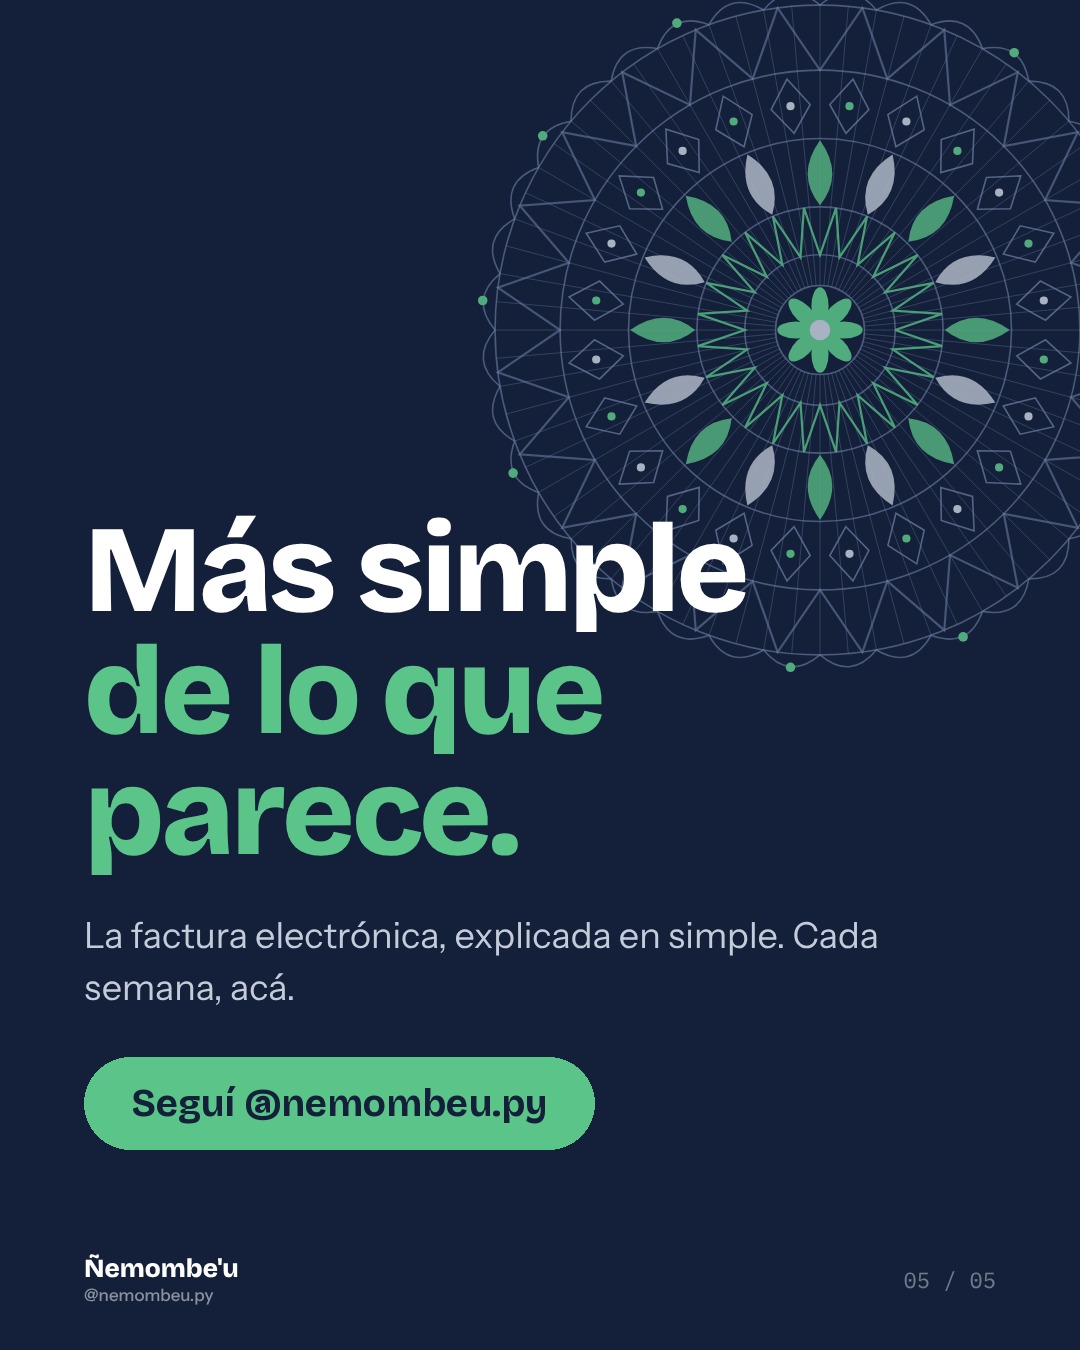 Más simple
de lo que
parece.
La factura electrónica, explicada en simple. Cada
semana, acá.
Seguí @nemombeu.py
Ñemombe'u
@nemombeu.py
05 / 05